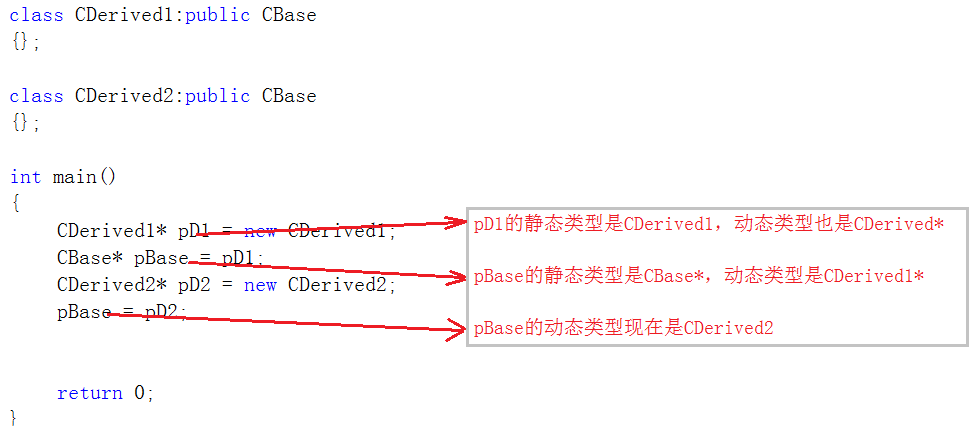 class CDerived1:public CBase
{};
class CDerived2:public CBase
{};
int main()
{
CDerived1* pD1 = new CDerived1;
pD1的静态类型是CDerived1，动态类型也是CDerived*
CBase* pBase = pD1;
pBase的静态类型是CBase*，动态类型是CDerived1*
CDerived2* pD2 = new CDerived2;
pBase = pD2;
pBase的动态类型现在是CDerived2
return 0;
}